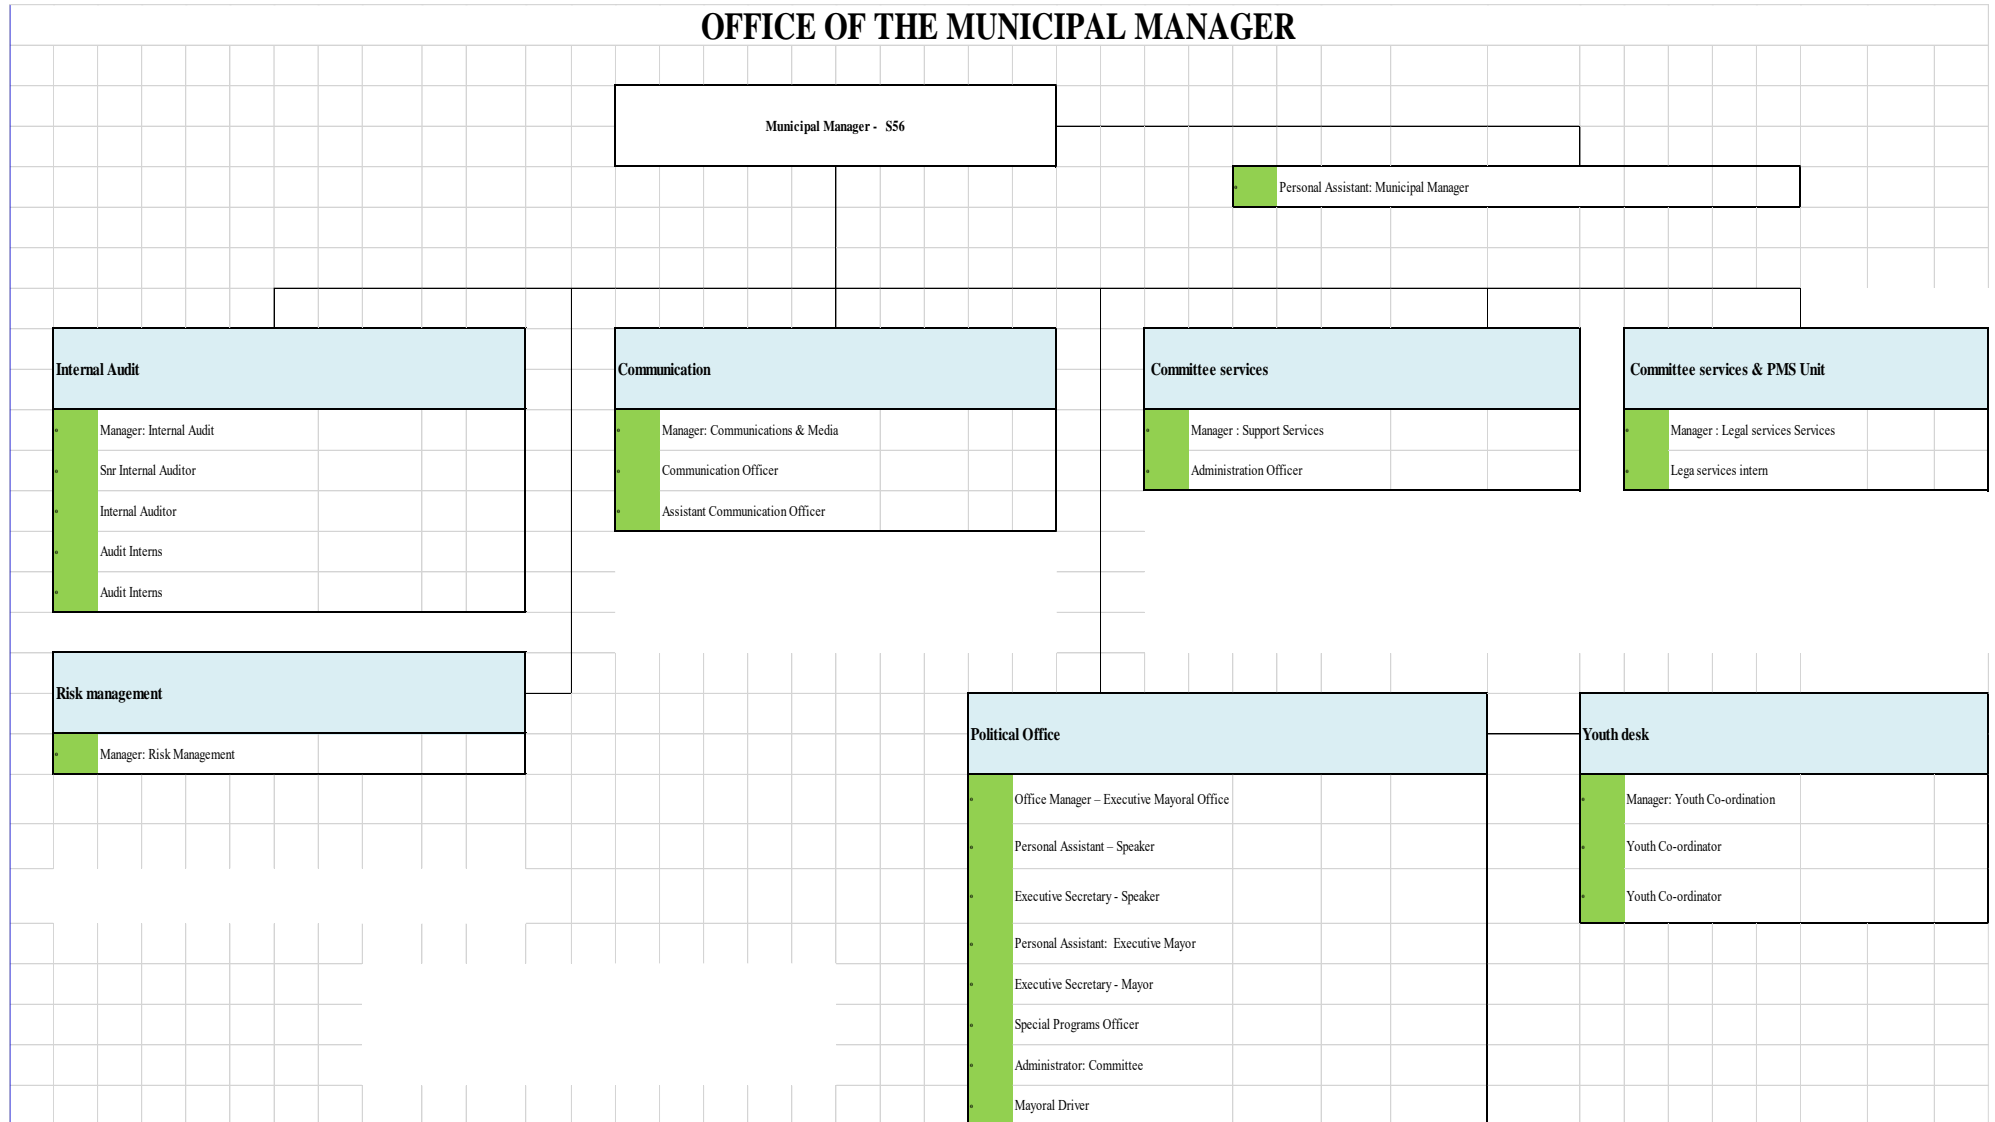 OFFICE OF THE MUNICIPAL MANAGER
Municipal Manager -  S56
Personal Assistant: Municipal Manager
Internal Audit
Manager: Internal Audit
Snr Internal Auditor
Internal Auditor
Audit Interns
Audit Interns
Communication
Manager: Communications & Media
Communication Officer
Assistant Communication Officer
Committee services
Manager : Support Services
Administration Officer
Committee services & PMS Unit
Manager : Legal services Services
Lega services intern
Risk management
Manager: Risk Management
Political Office
Office Manager – Executive Mayoral Office
Personal Assistant – Speaker
Executive Secretary - Speaker
Personal Assistant:  Executive Mayor
Executive Secretary - Mayor
Special Programs Officer
Administrator: Committee
Mayoral Driver
Youth desk
Manager: Youth Co-ordination
Youth Co-ordinator
Youth Co-ordinator